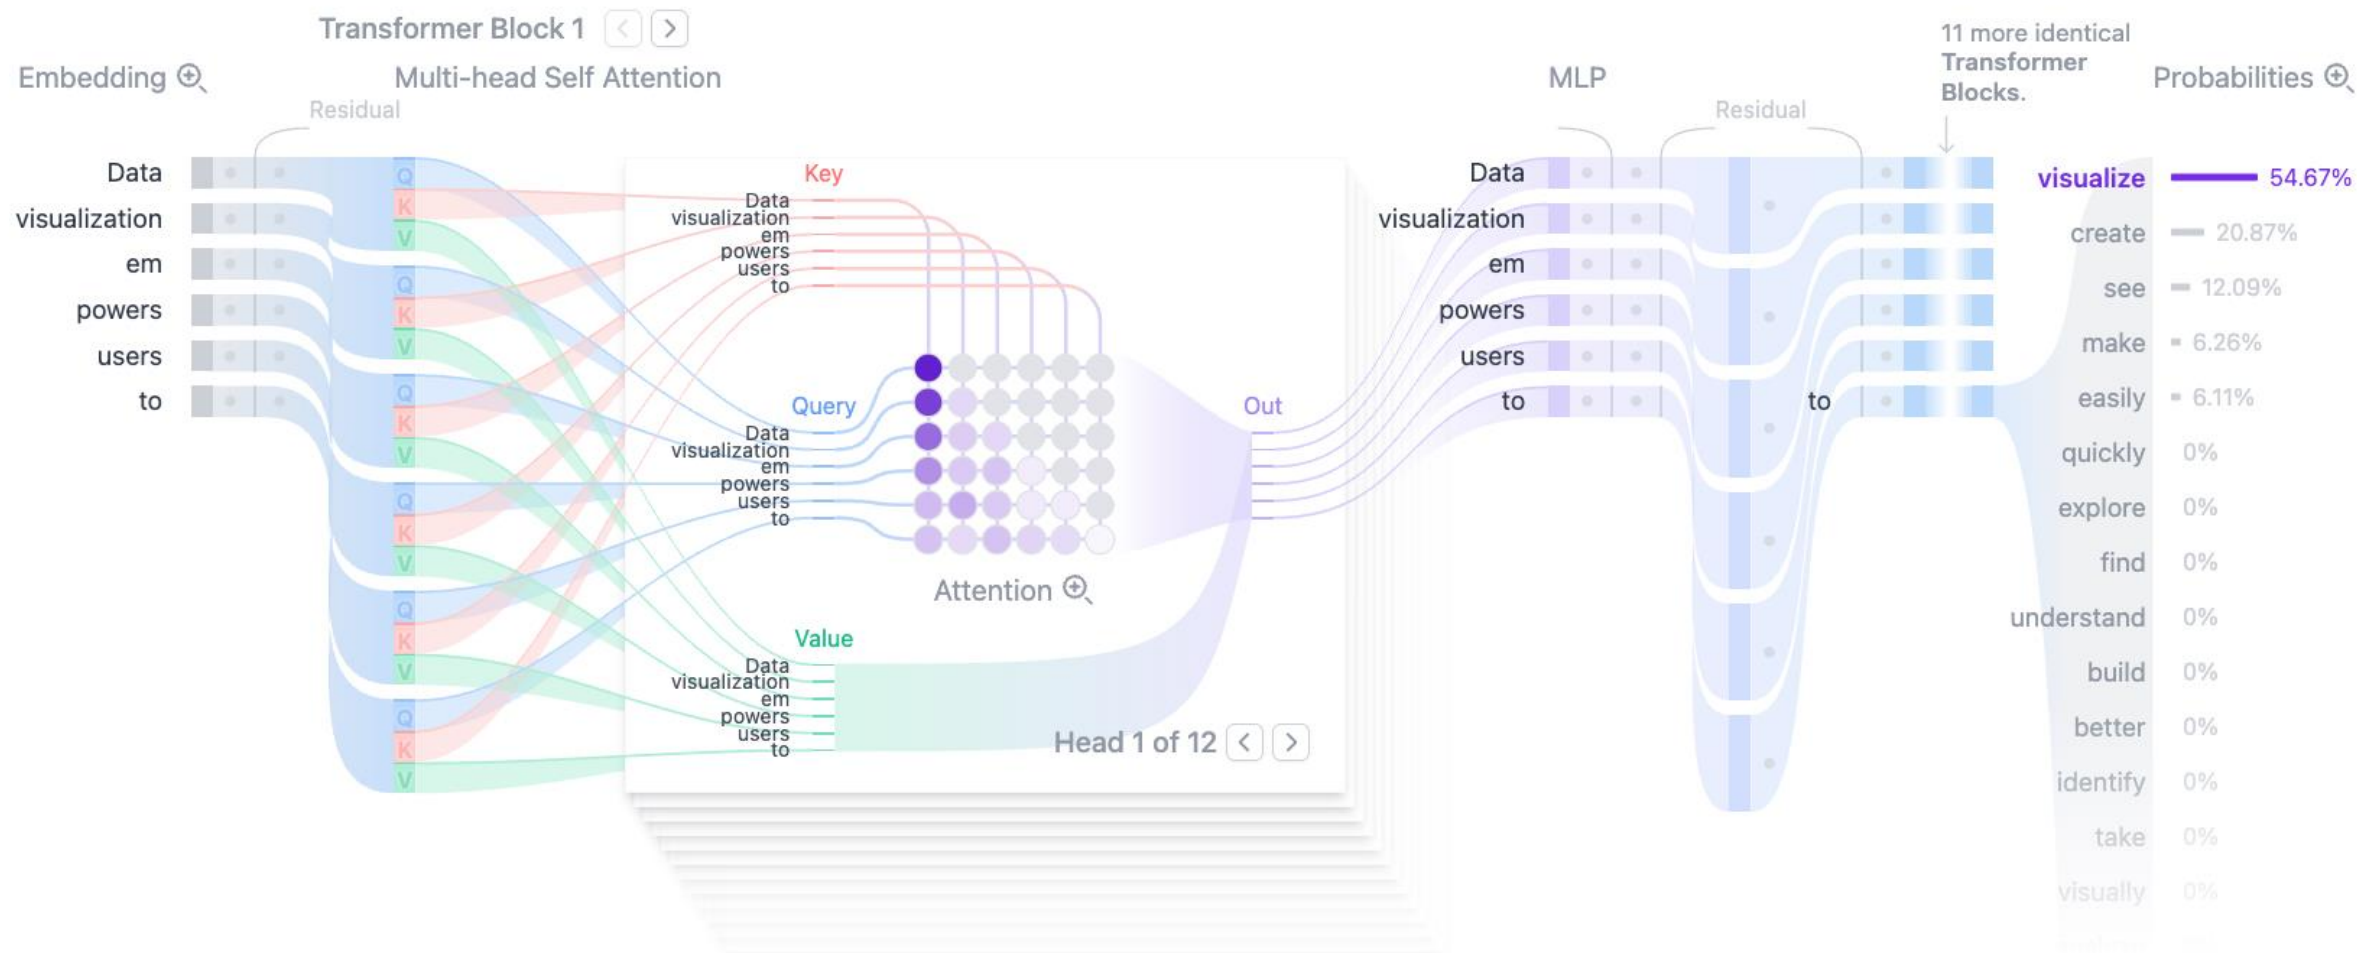 Transformer Block 1
Embedding
Multi-head Self Attention
Residual
Data
visualization
em
powers
users
to
Q
K
V
Q
K
V
Q
K
V
Q
K
V
Q
K
V
Q
K
V
Key
Data
visualization
em
powers
users
to
Query
Data
visualization
em
powers
users
to
Attention
Value
Data
visualization
em
powers
users
to
Out
Head 1 of 12
MLP
Residual
Data
visualization
em
powers
users
to
to
11 more identical
Transformer
Blocks.
Probabilities
visualize 54.67%
create 20.87%
see 12.09%
make 6.26%
easily 6.11%
quickly 0%
explore 0%
find 0%
understand 0%
build 0%
better 0%
identify 0%
take 0%
visually 0%